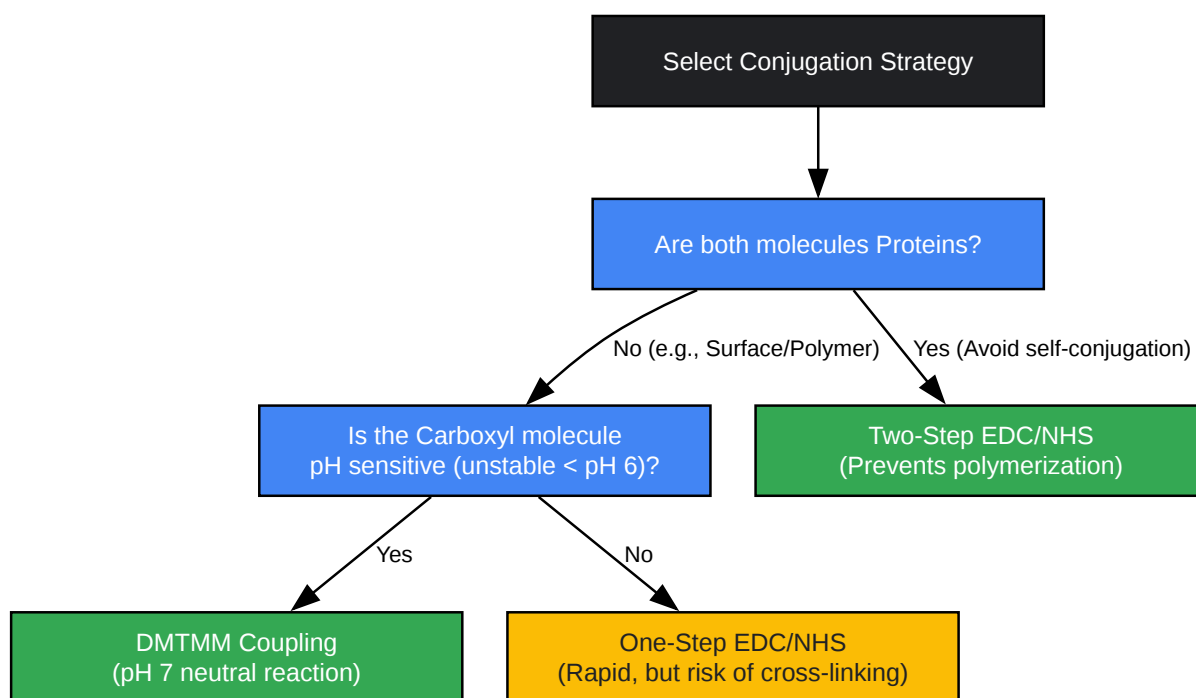 Select Conjugation Strategy
Are both molecules Proteins?
No (e.g., Surface/Polymer)
Yes (Avoid self-conjugation)
Is the Carboxyl molecule
pH sensitive (unstable < pH 6)?
Two-Step EDC/NHS
(Prevents polymerization)
Yes
No
DMTMM Coupling
(pH 7 neutral reaction)
One-Step EDC/NHS
(Rapid, but risk of cross-linking)